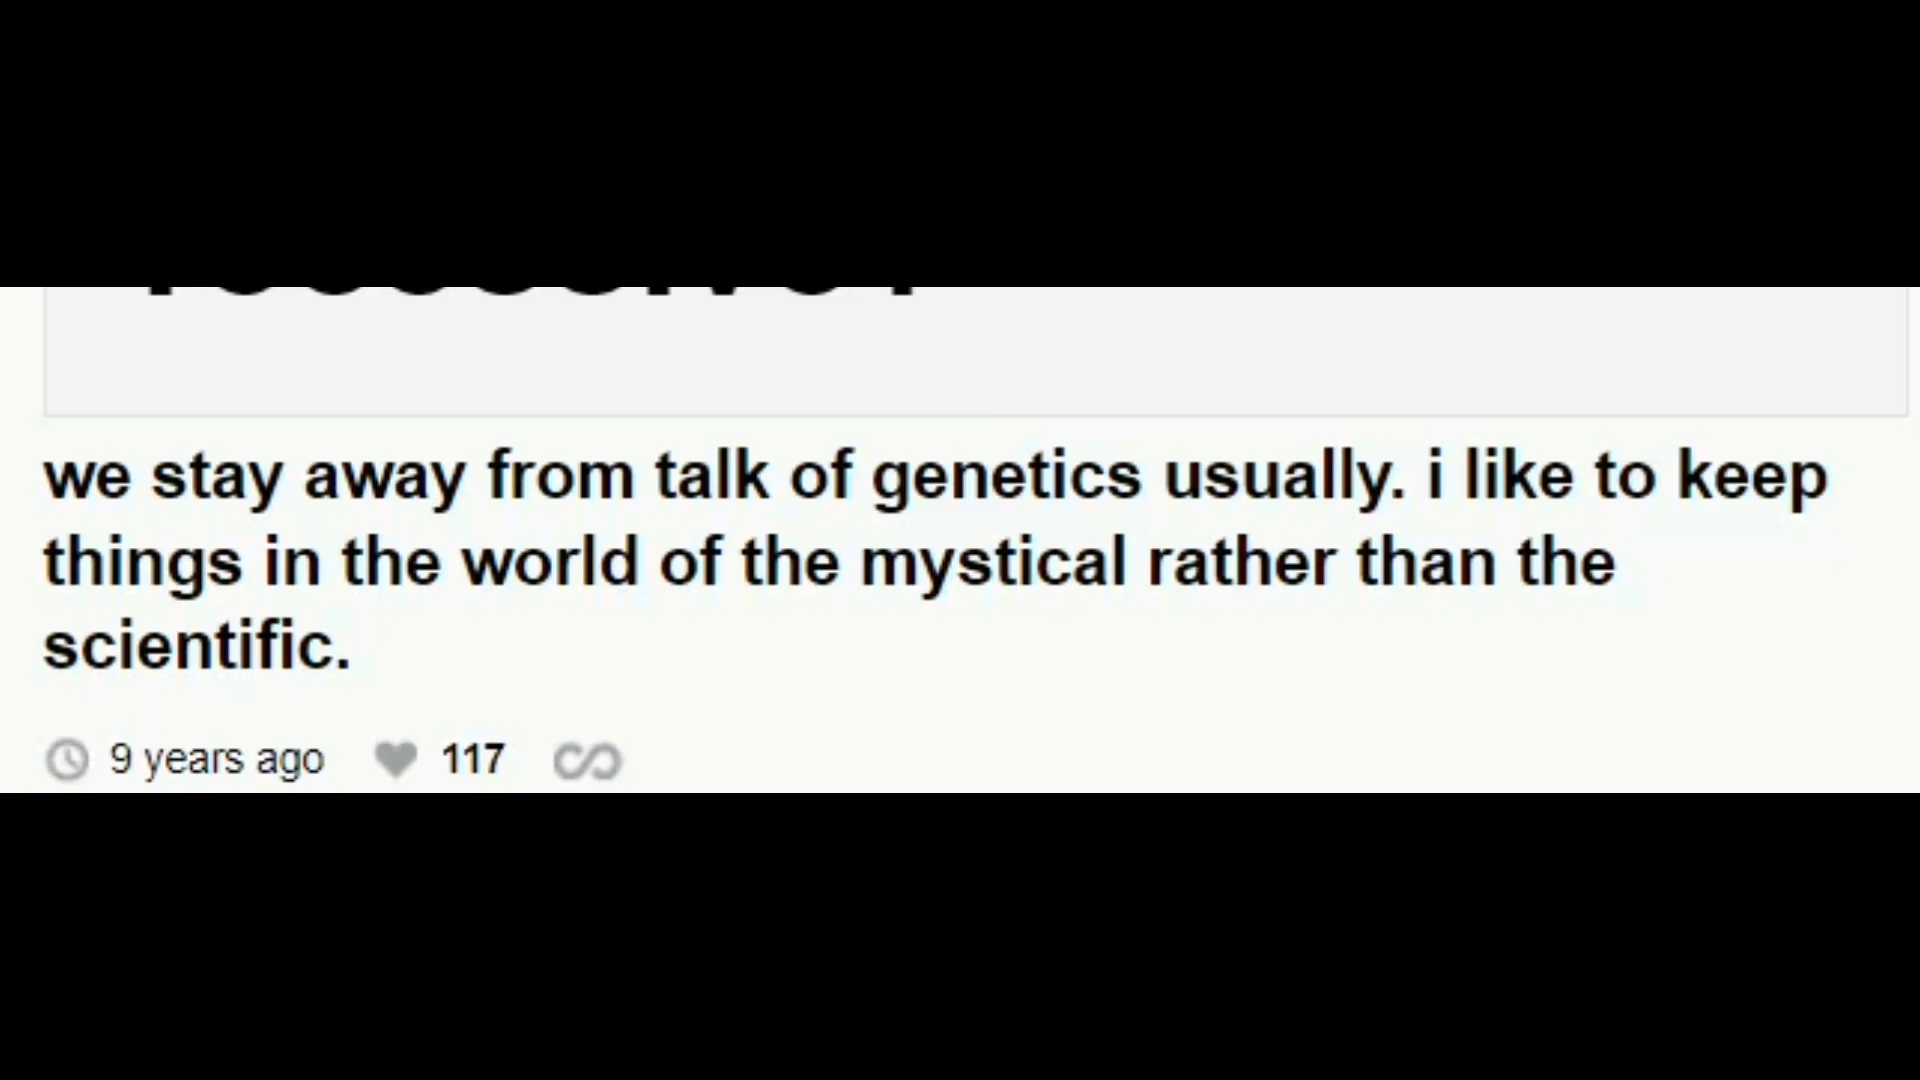 we stay away from talk of genetics usually. i like to keep
things in the world of the mystical rather than the
scientific.
9 years ago 117